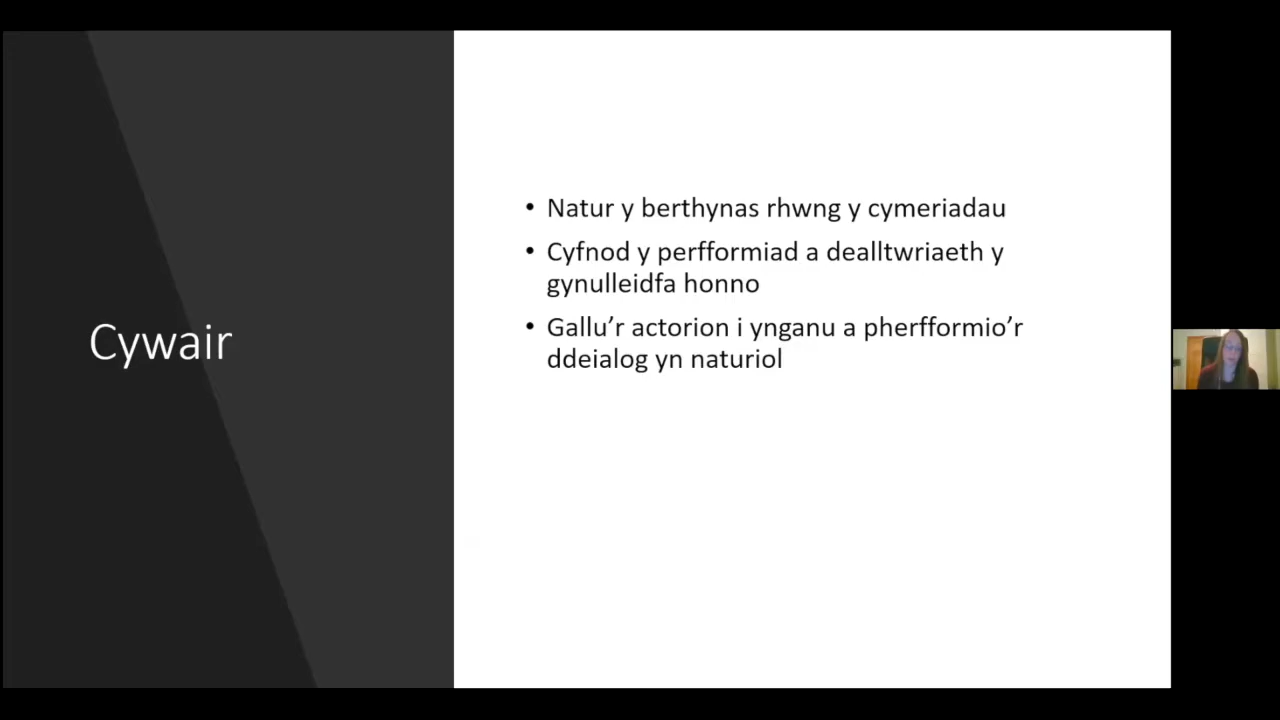 Cywair
• Natur y berthynas rhwng y cymeriadau
• Cyfnod y perfformiad a dealltwriaeth y
gynulleidfa honno
• Gallu’r actorion i ynganu a pherfformio’r
ddeialog yn naturiol